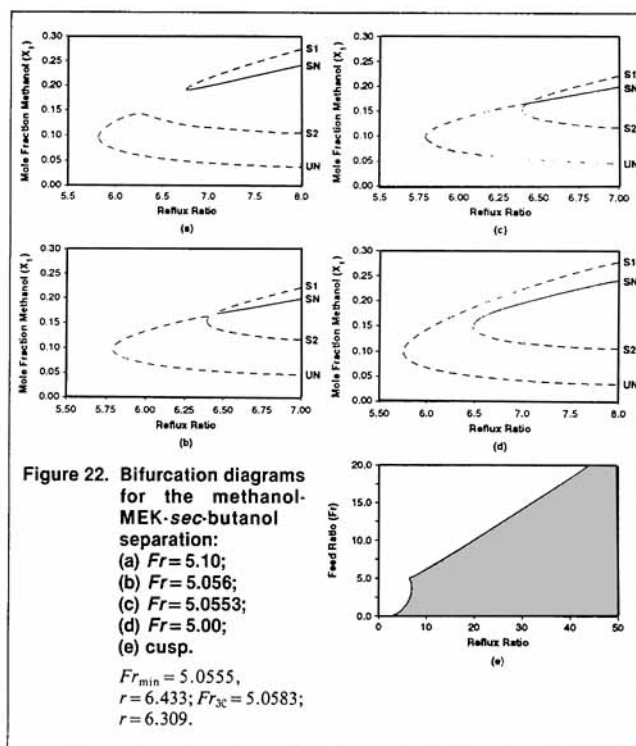 Mole Fraction Methanol (X1)
0.30
0.25
0.20
0.15
0.10
0.05
0.00
S1
SN
S2
UN
5.5 6.0 6.5 7.0 7.5 8.0
Reflux Ratio
(a)
Mole Fraction Methanol (X1)
0.30
0.25
0.20
0.15
0.10
0.05
0.00
S1
SN
S2
UN
5.50 5.75 6.00 6.25 6.50 6.75 7.00
Reflux Ratio
(c)
Mole Fraction Methanol (X1)
0.30
0.25
0.20
0.15
0.10
0.05
0.00
S1
SN
S2
UN
5.50 5.75 6.00 6.25 6.50 6.75 7.00
Reflux Ratio
(b)
Mole Fraction Methanol (X1)
0.30
0.25
0.20
0.15
0.10
0.05
0.00
S1
SN
S2
UN
5.50 6.0 6.5 7.0 7.5 8.0
Reflux Ratio
(d)
Figure 22. Bifurcation diagrams
for the methanol-
MEK-sec-butanol
separation:
(a) Fr = 5.10;
(b) Fr = 5.056;
(c) Fr = 5.0553;
(d) Fr = 5.00;
(e) cusp.
Fr min = 5.0555,
r = 6.433; Fr 3C = 5.0583;
r = 6.309.
Feed Ratio (Fr)
20.0
15.0
10.0
5.0
0.0
0 10 20 30 40 50
Reflux Ratio
(e)